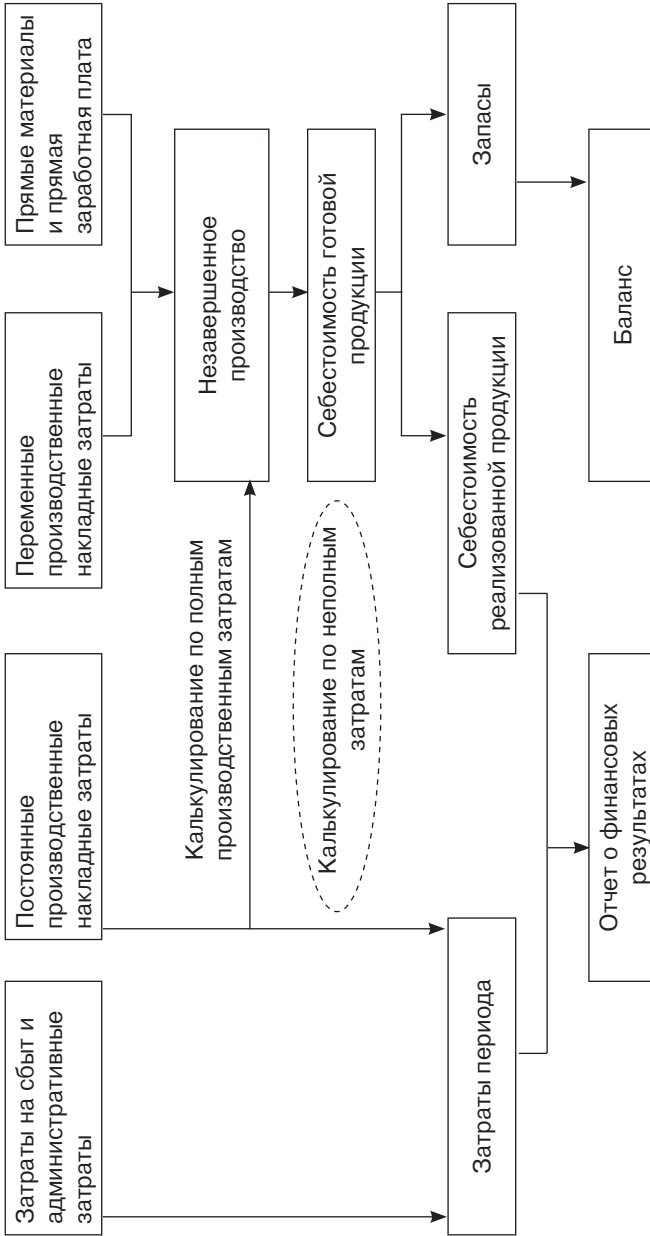 Затраты на сбыт и
административные
затраты
Постоянные
производственные
накладные затраты
Переменные
производственные
накладные затраты
Прямые материалы
и прямая
заработная плата
Калькулирование по полным
производственным затратам
Незавершенное
производство
Калькулирование по неполным
затратам
Себестоимость готовой
продукции
Затраты периода
Себестоимость
реализованной продукции
Запасы
Отчет о финансовых
результатах
Баланс